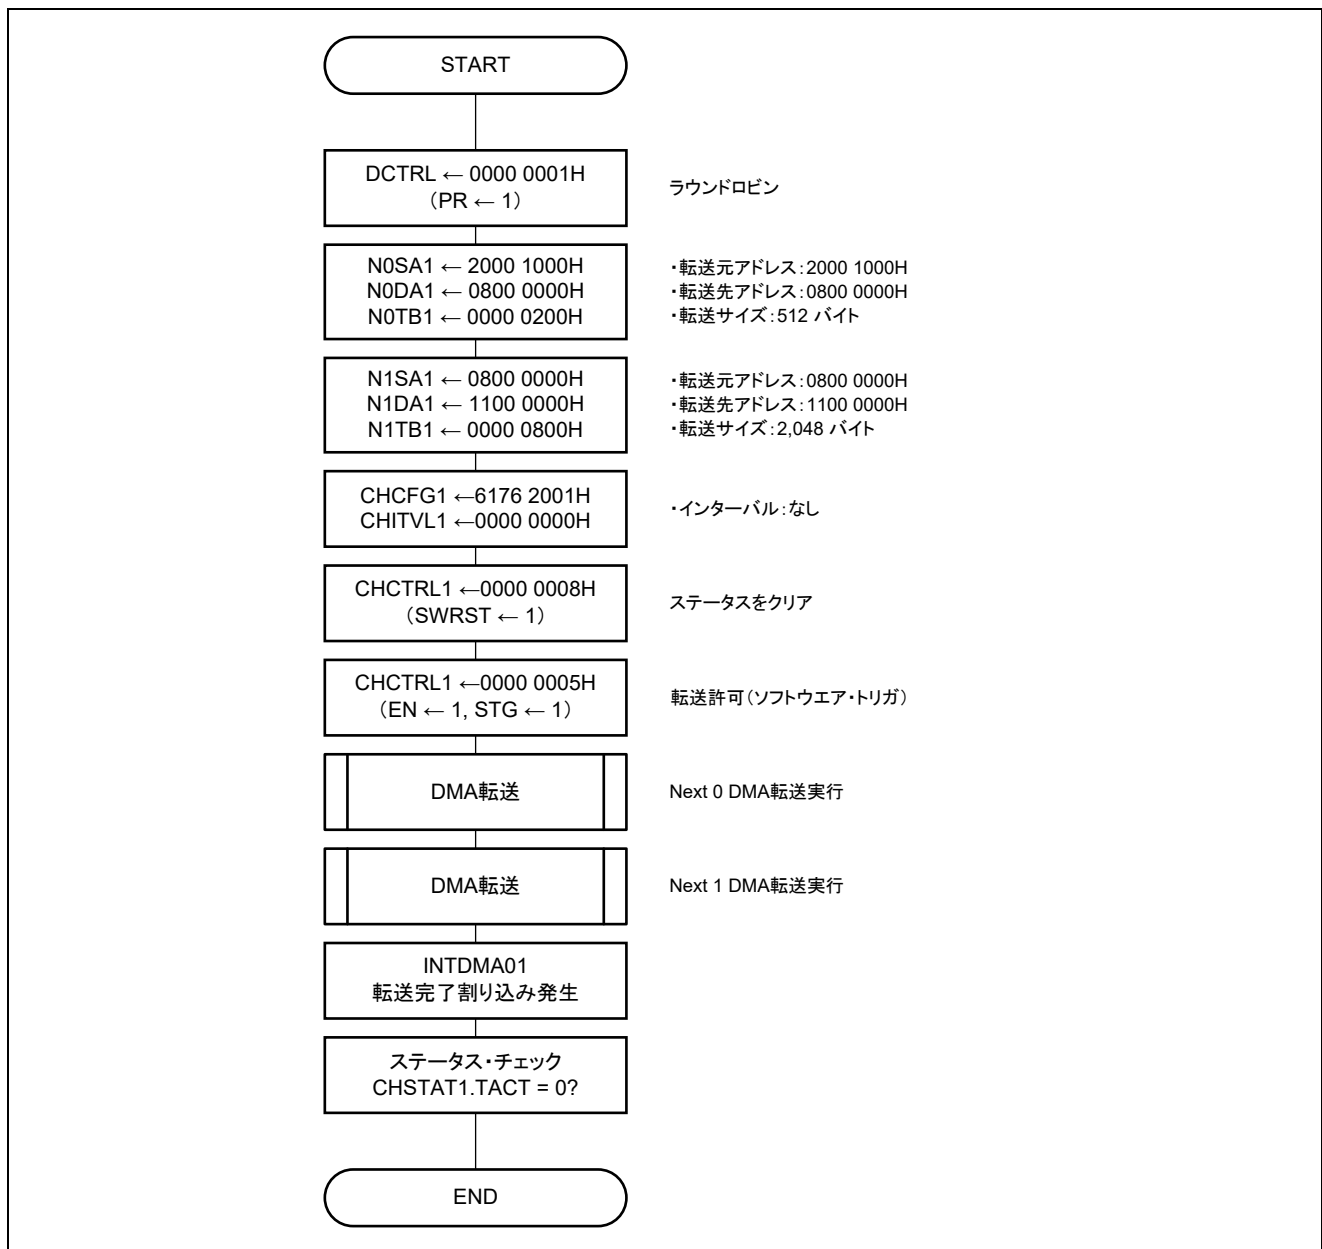 START
DCTRL ← 0000 0001H
（PR ← 1）
ラウンドロビン
N0SA1 ← 2000 1000H
N0DA1 ← 0800 0000H
N0TB1 ← 0000 0200H
・転送元アドレス：2000 1000H
・転送先アドレス：0800 0000H
・転送サイズ：512 バイト
N1SA1 ← 0800 0000H
N1DA1 ← 1100 0000H
N1TB1 ← 0000 0800H
・転送元アドレス：0800 0000H
・転送先アドレス：1100 0000H
・転送サイズ：2,048 バイト
CHCFG1 ←6176 2001H
CHITVL1 ←0000 0000H
・インターバル：なし
CHCTRL1 ←0000 0008H
（SWRST ← 1）
ステータスをクリア
CHCTRL1 ←0000 0005H
（EN ← 1, STG ← 1）
転送許可（ソフトウエア・トリガ）
DMA転送
Next 0 DMA転送実行
DMA転送
Next 1 DMA転送実行
INTDMA01
転送完了割り込み発生
ステータス・チェック
CHSTAT1.TACT = 0?
END